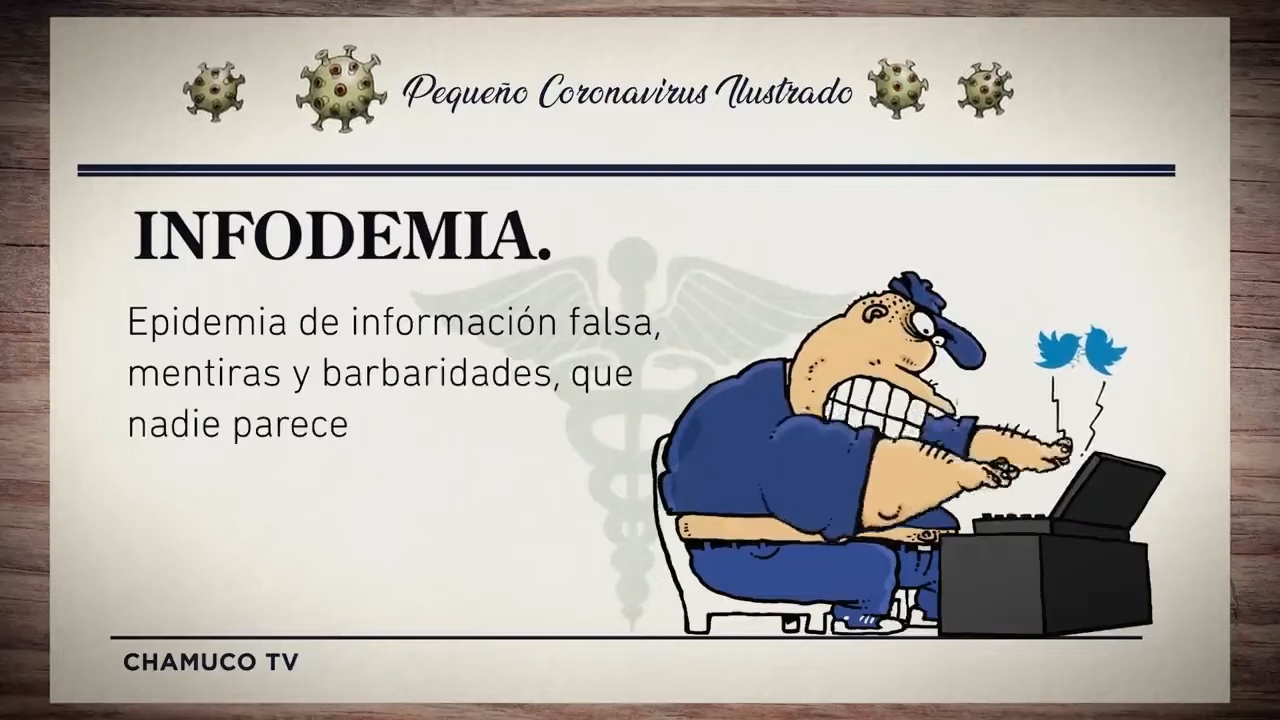 Pequeño Coronavirus Ilustrado
INFODEMIA.
Epidemia de información falsa,
mentiras y barbaridades, que
nadie parece
CHAMUCO TV